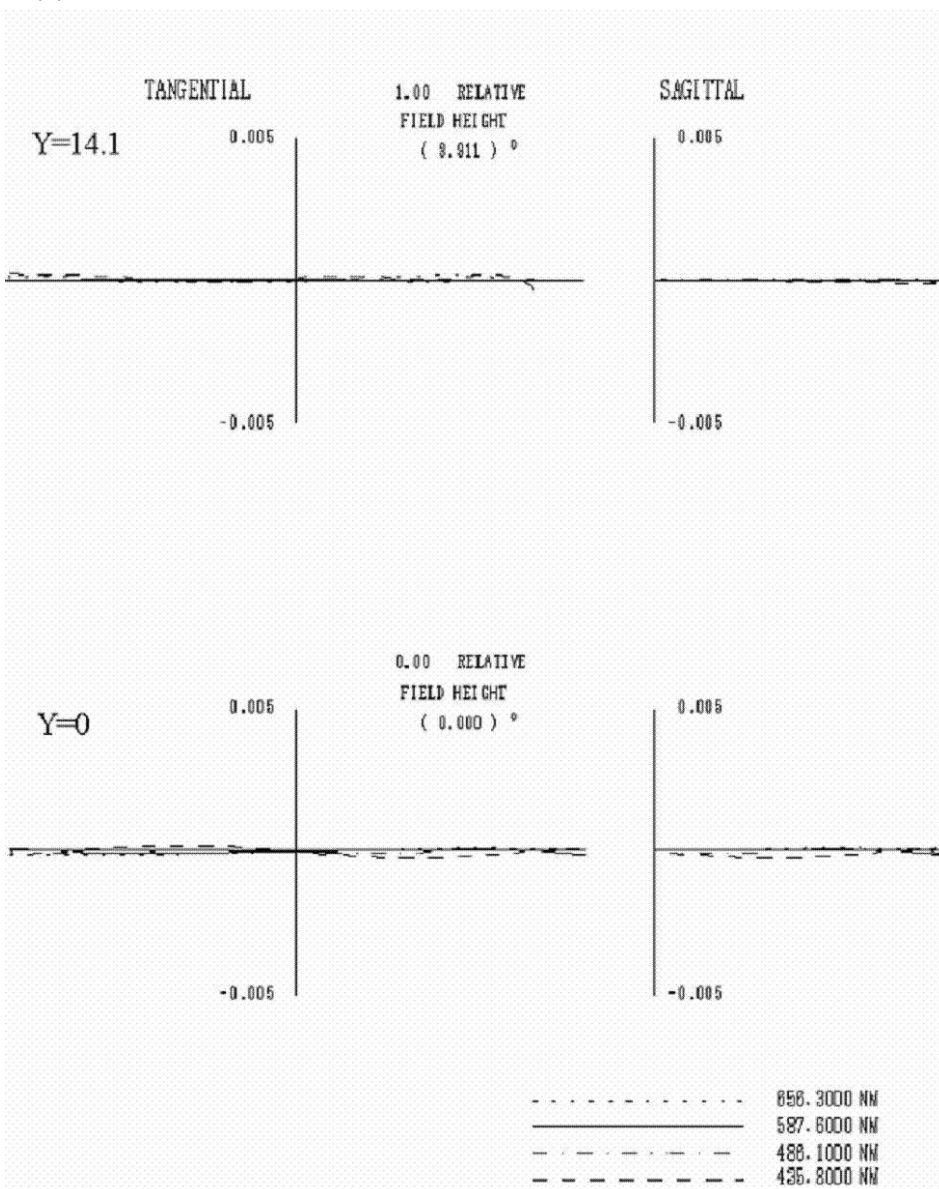 TANGENTIAL 1.00 RELATIVE SAGITTAL
FIELD HEIGHT
Y=14.1 0.005 ( 8.911 ) ° 0.005
-0.005 -0.005
0.00 RELATIVE
FIELD HEIGHT
Y=0 0.005 ( 0.000 ) ° 0.005
-0.005 -0.005
656.3000 NM
587.6000 NM
486.1000 NM
435.8000 NM